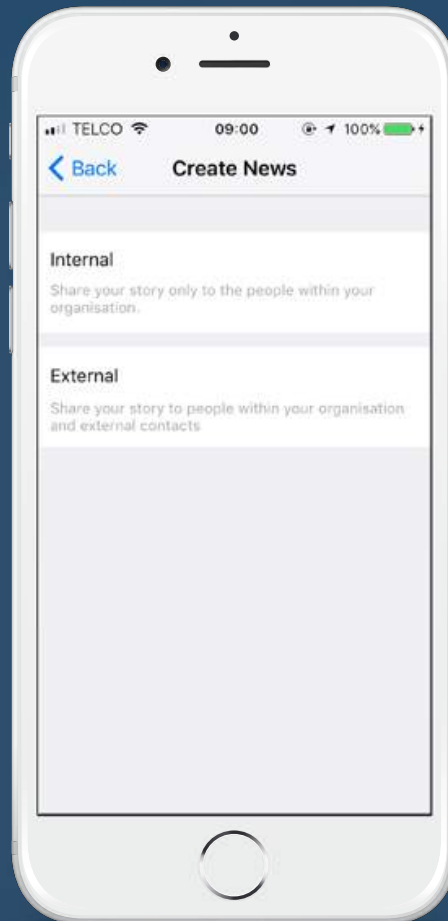 TELCO 09:00 100%
Back Create News
Internal
Share your story only to the people within your
organisation.
External
Share your story to people within your organisation
and external contacts